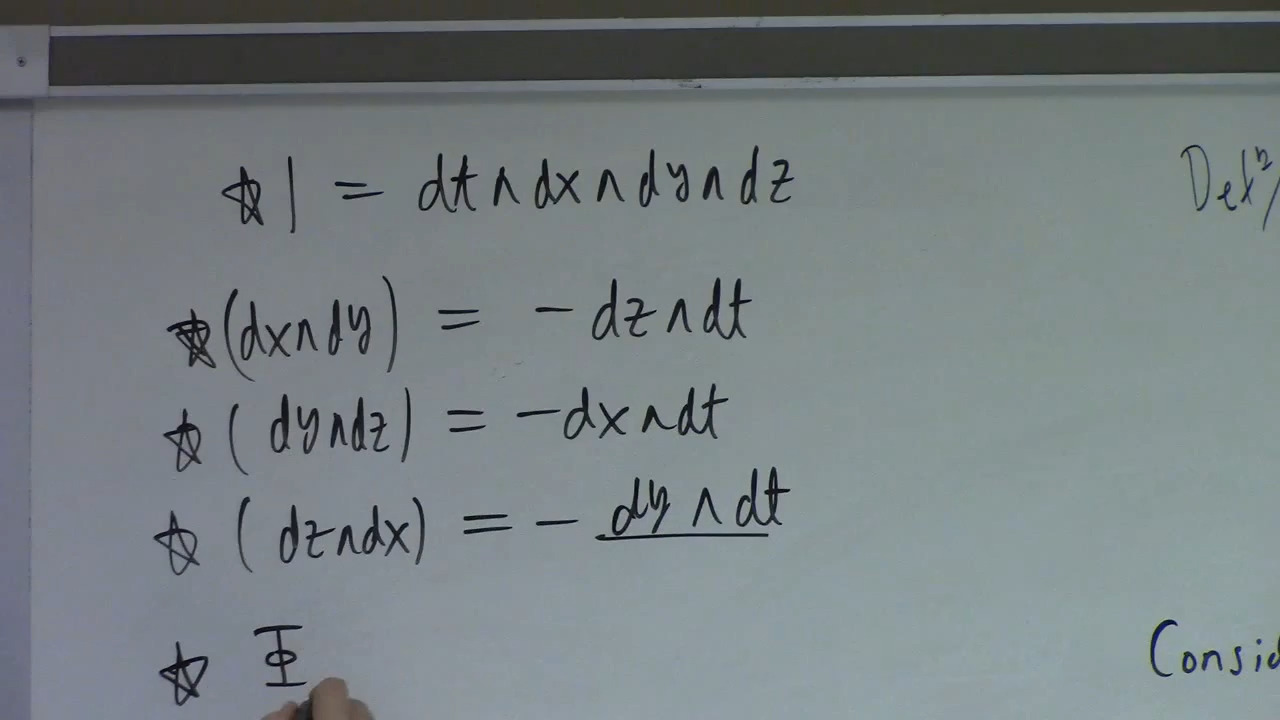 ☆1 = dt∧dx∧dy∧dz
☆(dx∧dy) = -dz∧dt
☆(dy∧dz) = -dx∧dt
☆(dz∧dx) = -dy∧dt
☆Φ